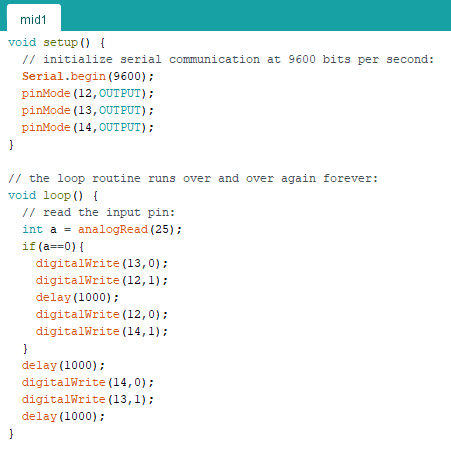 mid1
void setup() {
  // initialize serial communication at 9600 bits per second:
  Serial.begin(9600);
  pinMode(12,OUTPUT);
  pinMode(13,OUTPUT);
  pinMode(14,OUTPUT);
}

// the loop routine runs over and over again forever:
void loop() {
  // read the input pin:
  int a = analogRead(25);
  if(a==0){
    digitalWrite(13,0);
    digitalWrite(12,1);
    delay(1000);
    digitalWrite(12,0);
    digitalWrite(14,1);
  }
  delay(1000);
  digitalWrite(14,0);
  digitalWrite(13,1);
  delay(1000);
}